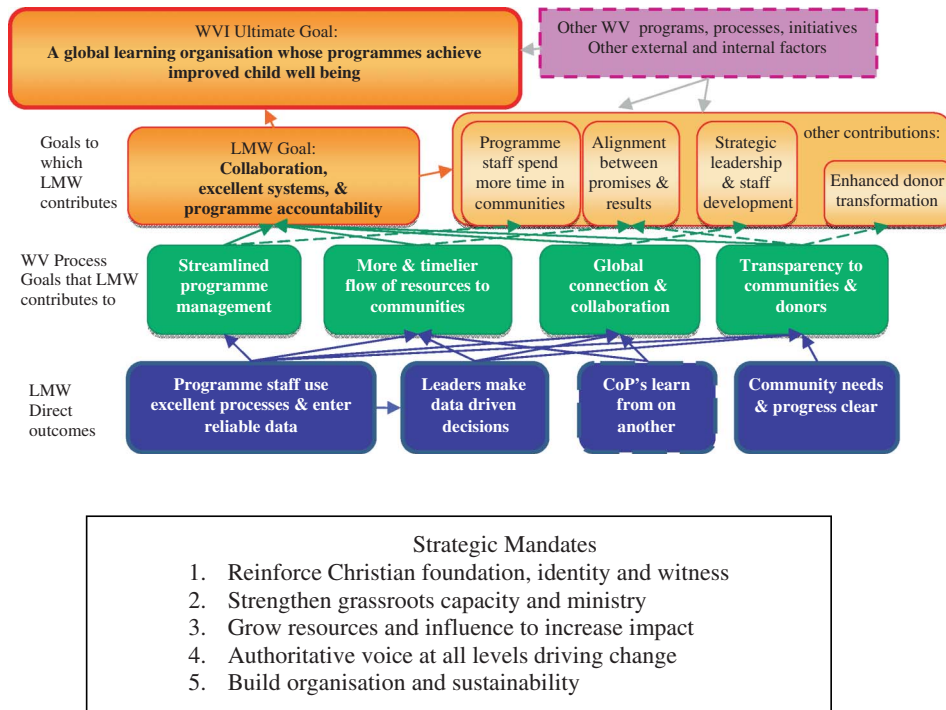 WVI Ultimate Goal:
A global learning organisation whose programmes achieve
improved child well being
Other WV programs, processes, initiatives
Other external and internal factors
Goals to
which
LMW
contributes
LMW Goal:
Collaboration,
excellent systems, &
programme accountability
Programme
staff spend
more time in
communities
Alignment
between
promises &
results
Strategic
leadership
& staff
development
other contributions:
Enhanced donor
transformation
WV Process
Goals that LMW
contributes to
Streamlined
programme
management
More & timelier
flow of resources to
communities
Global
connection &
collaboration
Transparency to
communities &
donors
LMW
Direct
outcomes
Programme staff use
excellent processes & enter
reliable data
Leaders make
data driven
decisions
CoP's learn
from on
another
Community needs
& progress clear
Strategic Mandates
1. Reinforce Christian foundation, identity and witness
2. Strengthen grassroots capacity and ministry
3. Grow resources and influence to increase impact
4. Authoritative voice at all levels driving change
5. Build organisation and sustainability